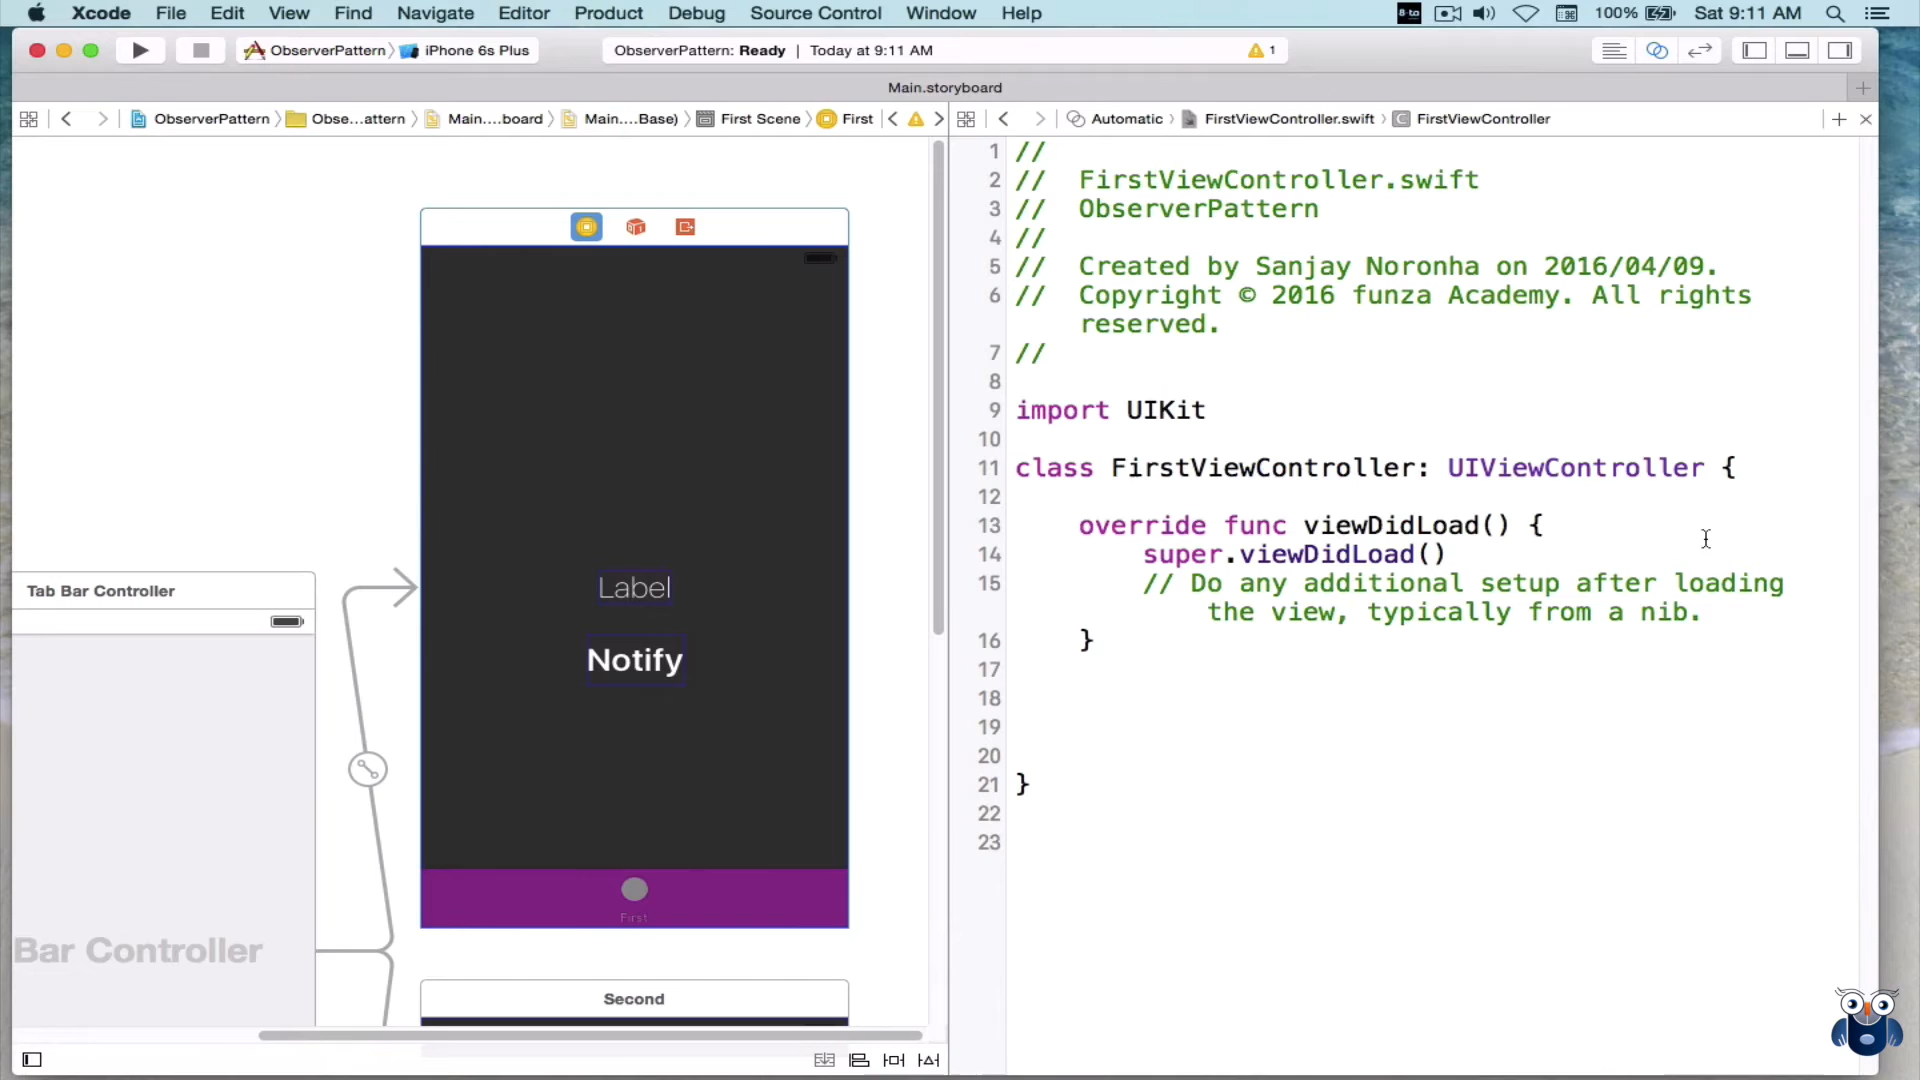 Xcode File Edit View Find Navigate Editor Product Debug Source Control Window Help 100% Sat 9:11 AM
ObserverPattern iPhone 6s Plus ObserverPattern: Ready | Today at 9:11 AM 1
Main.storyboard
ObserverPattern Obse...attern Main....board Main....Base) First Scene First Automatic FirstViewController.swift C FirstViewController
1 //
2 // FirstViewController.swift
3 // ObserverPattern
4 //
5 // Created by Sanjay Noronha on 2016/04/09.
6 // Copyright © 2016 funza Academy. All rights
reserved.
7 //
8
9 import UIKit
10
11 class FirstViewController: UIViewController {
12
13 override func viewDidLoad() {
14 super.viewDidLoad()
15 // Do any additional setup after loading
the view, typically from a nib.
16 }
17
18
19
20
21 }
22
23
Label
Notify
First
Tab Bar Controller
Bar Controller
Second